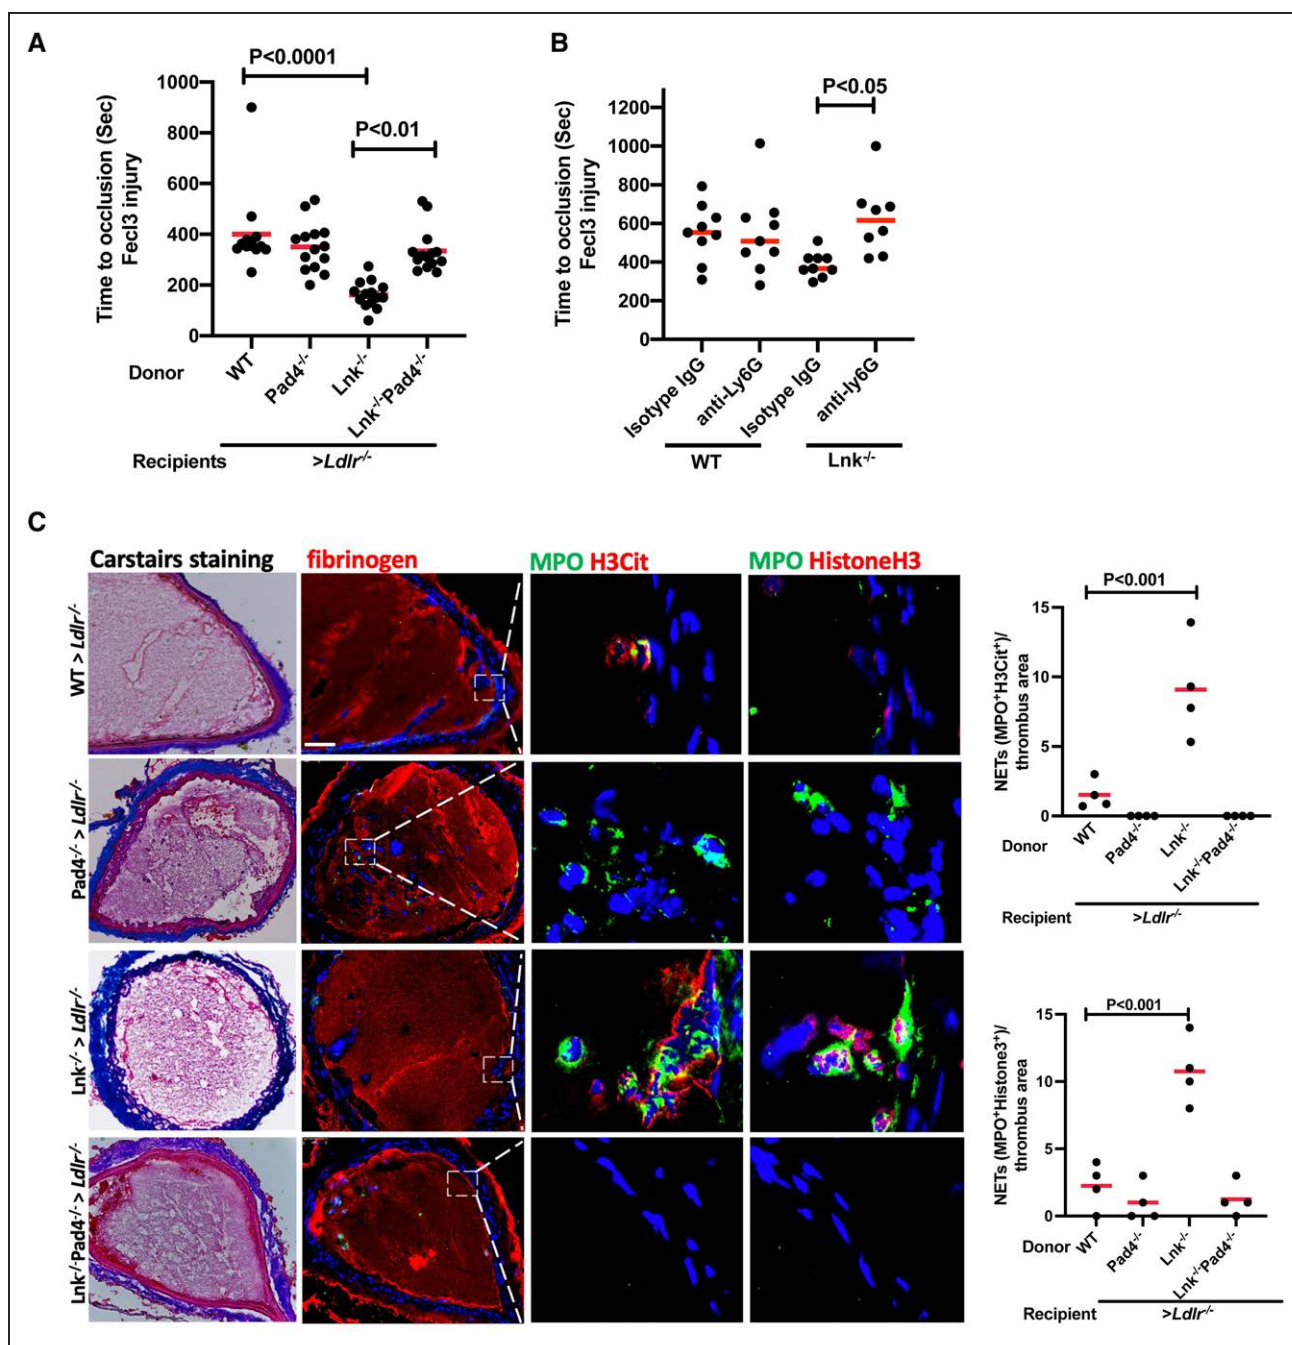 A
P<0.0001
P<0.01
Time to occlusion (Sec)
Fecl3 injury
1000
800
600
400
200
0
Donor
WT
Pad4-/-
Lnk-/-
Lnk-/-Pad4-/-
Recipients
>Ldlr-/-
B
P<0.05
Time to occlusion (Sec)
Fecl3 injury
1200
1000
800
600
400
200
0
Isotype IgG
anti-Ly6G
Isotype IgG
anti-ly6G
WT
Lnk-/-
C
Carstairs staining
fibrinogen
MPO H3Cit
MPO HistoneH3
WT > Ldlr-/-
Pad4-/- > Ldlr-/-
Lnk-/- > Ldlr-/-
Lnk-/-Pad4-/- > Ldlr-/-
P<0.001
NETs (MPO+H3Cit+)/
thrombus area
15
10
5
0
Donor
WT
Pad4-/-
Lnk-/-
Lnk-/-Pad4-/-
Recipient
>Ldlr-/-
P<0.001
NETs (MPO+Histone3+)/
thrombus area
15
10
5
0
Donor
WT
Pad4-/-
Lnk-/-
Lnk-/-Pad4-/-
Recipient
>Ldlr-/-